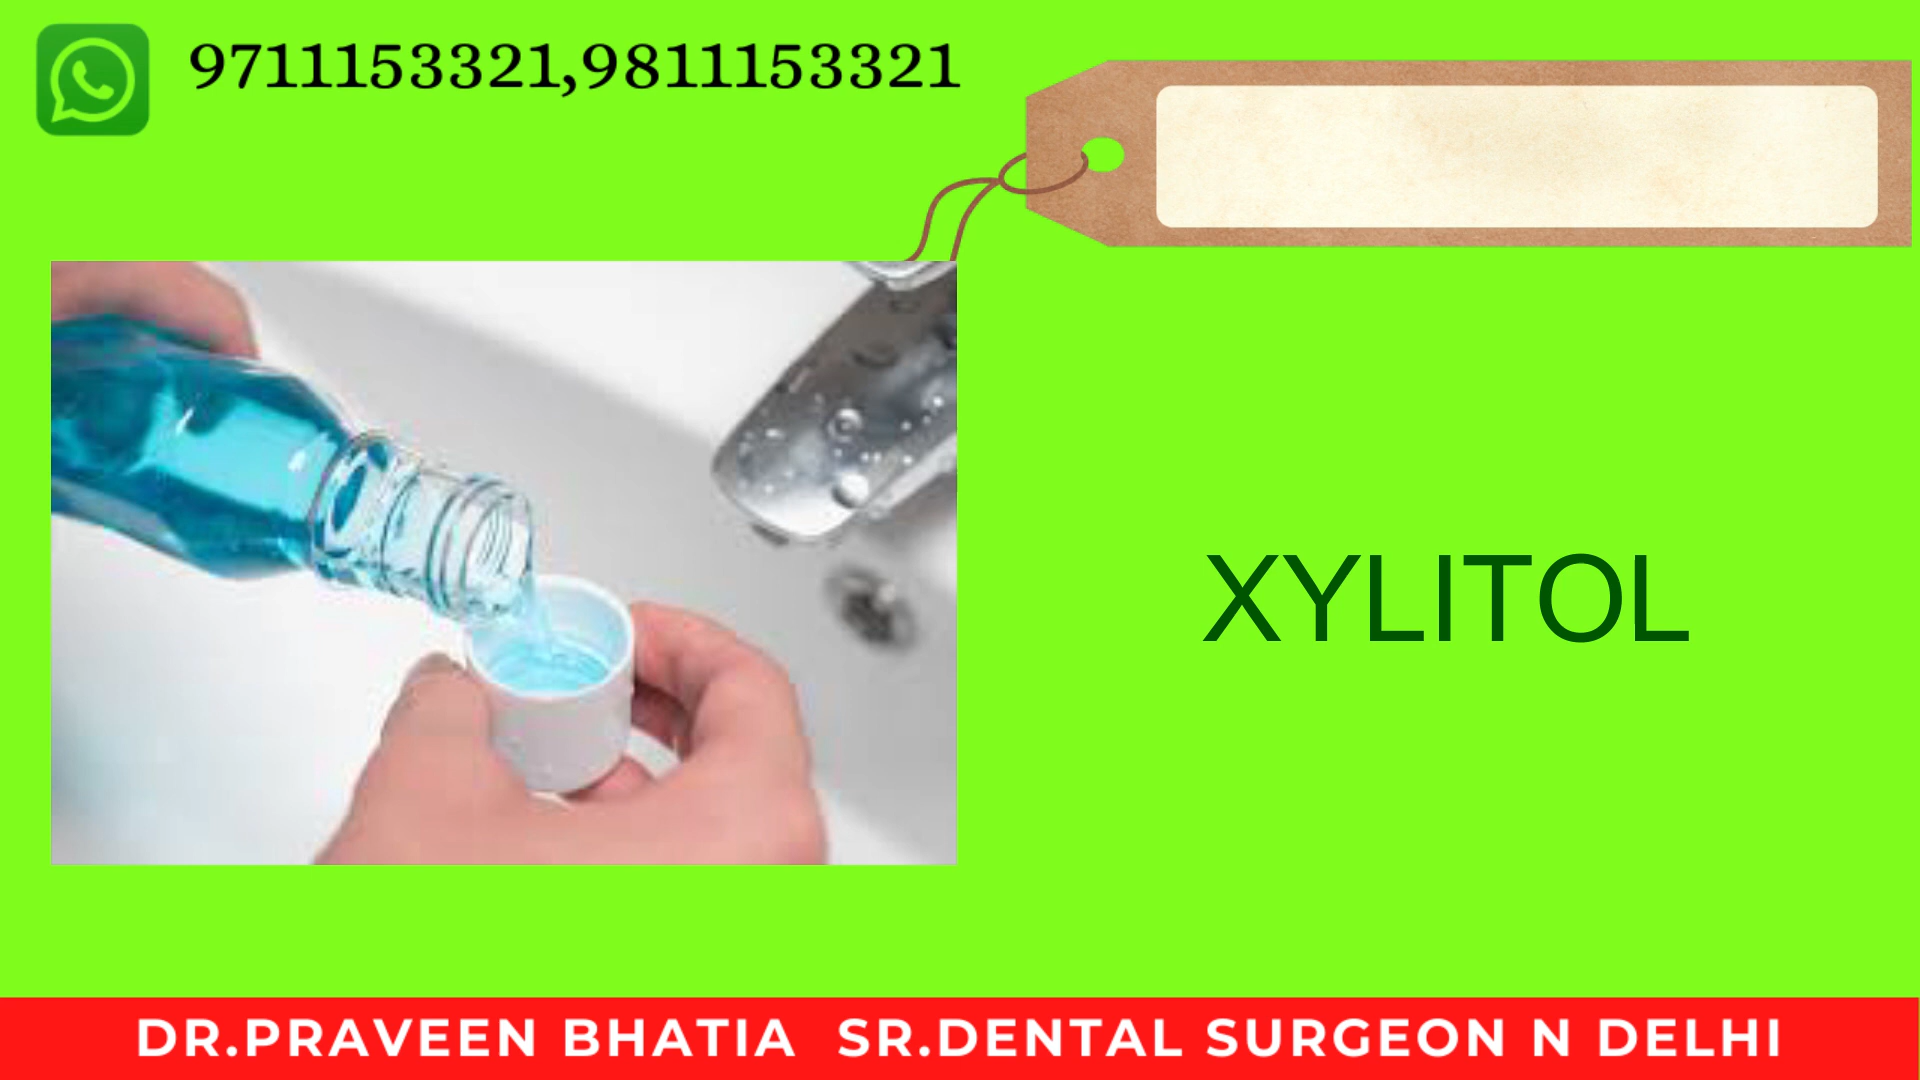 9711153321,9811153321
XYLITOL
DR.PRAVEEN BHATIA SR.DENTAL SURGEON N DELHI